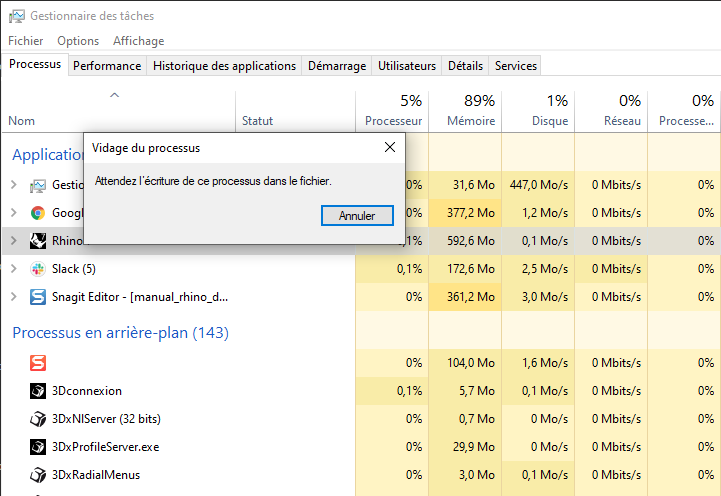 Gestionnaire des tâches
Fichier Options Affichage
Processus Performance Historique des applications Démarrage Utilisateurs Détails Services
5% 89% 1% 0% 0%
Nom Statut Processeur Mémoire Disque Réseau Processe...
Vidage du processus
Attendez l'écriture de ce processus dans le fichier.
Annuler
Application
Gestio 0% 31,6 Mo 447,0 Mo/s 0 Mbits/s 0%
Googl 0% 377,2 Mo 1,2 Mo/s 0 Mbits/s 0%
Rhino 0,1% 592,6 Mo 0,1 Mo/s 0 Mbits/s 0%
Slack (5) 0,1% 172,6 Mo 2,5 Mo/s 0 Mbits/s 0%
Snagit Editor - [manual_rhino_d... 0% 361,2 Mo 3,0 Mo/s 0 Mbits/s 0%
Processus en arrière-plan (143)
0% 104,0 Mo 1,6 Mo/s 0 Mbits/s 0%
3Dconnexion 0,1% 5,7 Mo 0,1 Mo/s 0 Mbits/s 0%
3DxNIServer (32 bits) 0% 0,7 Mo 0 Mo/s 0 Mbits/s 0%
3DxProfileServer.exe 0% 29,9 Mo 0 Mo/s 0 Mbits/s 0%
3DxRadialMenus 0% 3,0 Mo 0,1 Mo/s 0 Mbits/s 0%